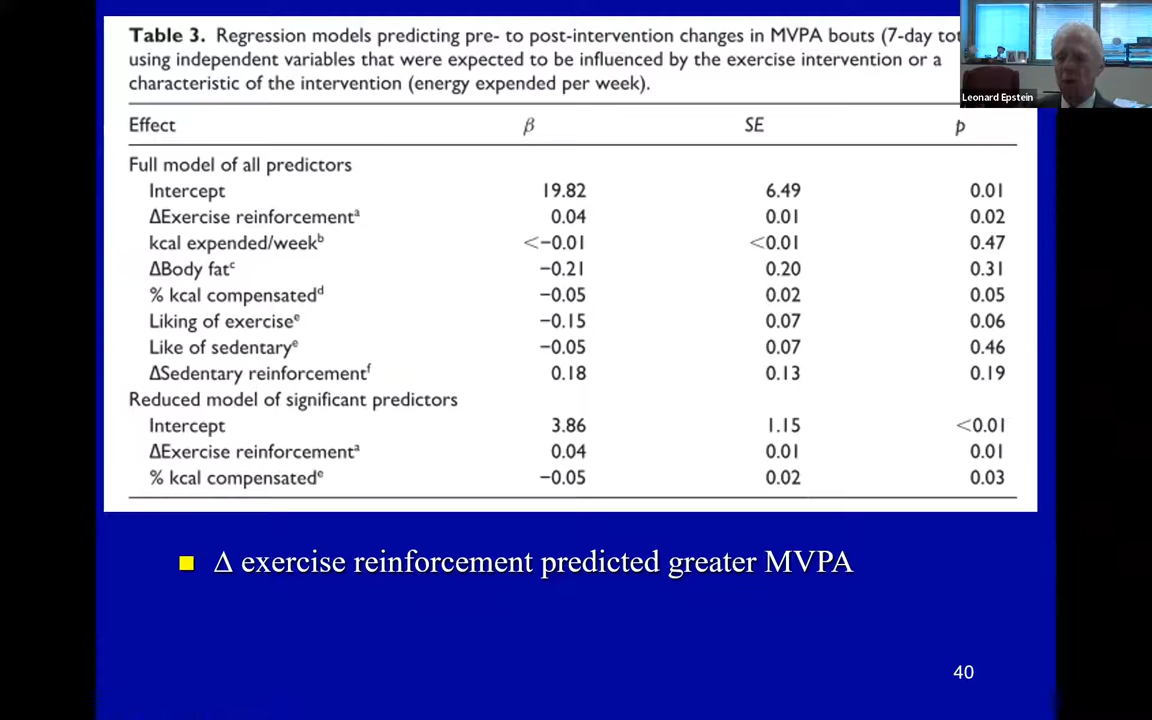 Table 3. Regression models predicting pre- to post-intervention changes in MVPA bouts (7-day
using independent variables that were expected to be influenced by the exercise intervention or a
characteristic of the intervention (energy expended per week).
Leonard Epstein
Effect β SE p
Full model of all predictors
Intercept 19.82 6.49 0.01
ΔExercise reinforcementᵃ 0.04 0.01 0.02
kcal expended/weekᵇ <−0.01 <0.01 0.47
ΔBody fatᶜ −0.21 0.20 0.31
% kcal compensatedᵈ −0.05 0.02 0.05
Liking of exerciseᵉ −0.15 0.07 0.06
Like of sedentaryᵉ −0.05 0.07 0.46
ΔSedentary reinforcementᶠ 0.18 0.13 0.19
Reduced model of significant predictors
Intercept 3.86 1.15 <0.01
ΔExercise reinforcementᵃ 0.04 0.01 0.01
% kcal compensatedᵉ −0.05 0.02 0.03
Δ exercise reinforcement predicted greater MVPA
40